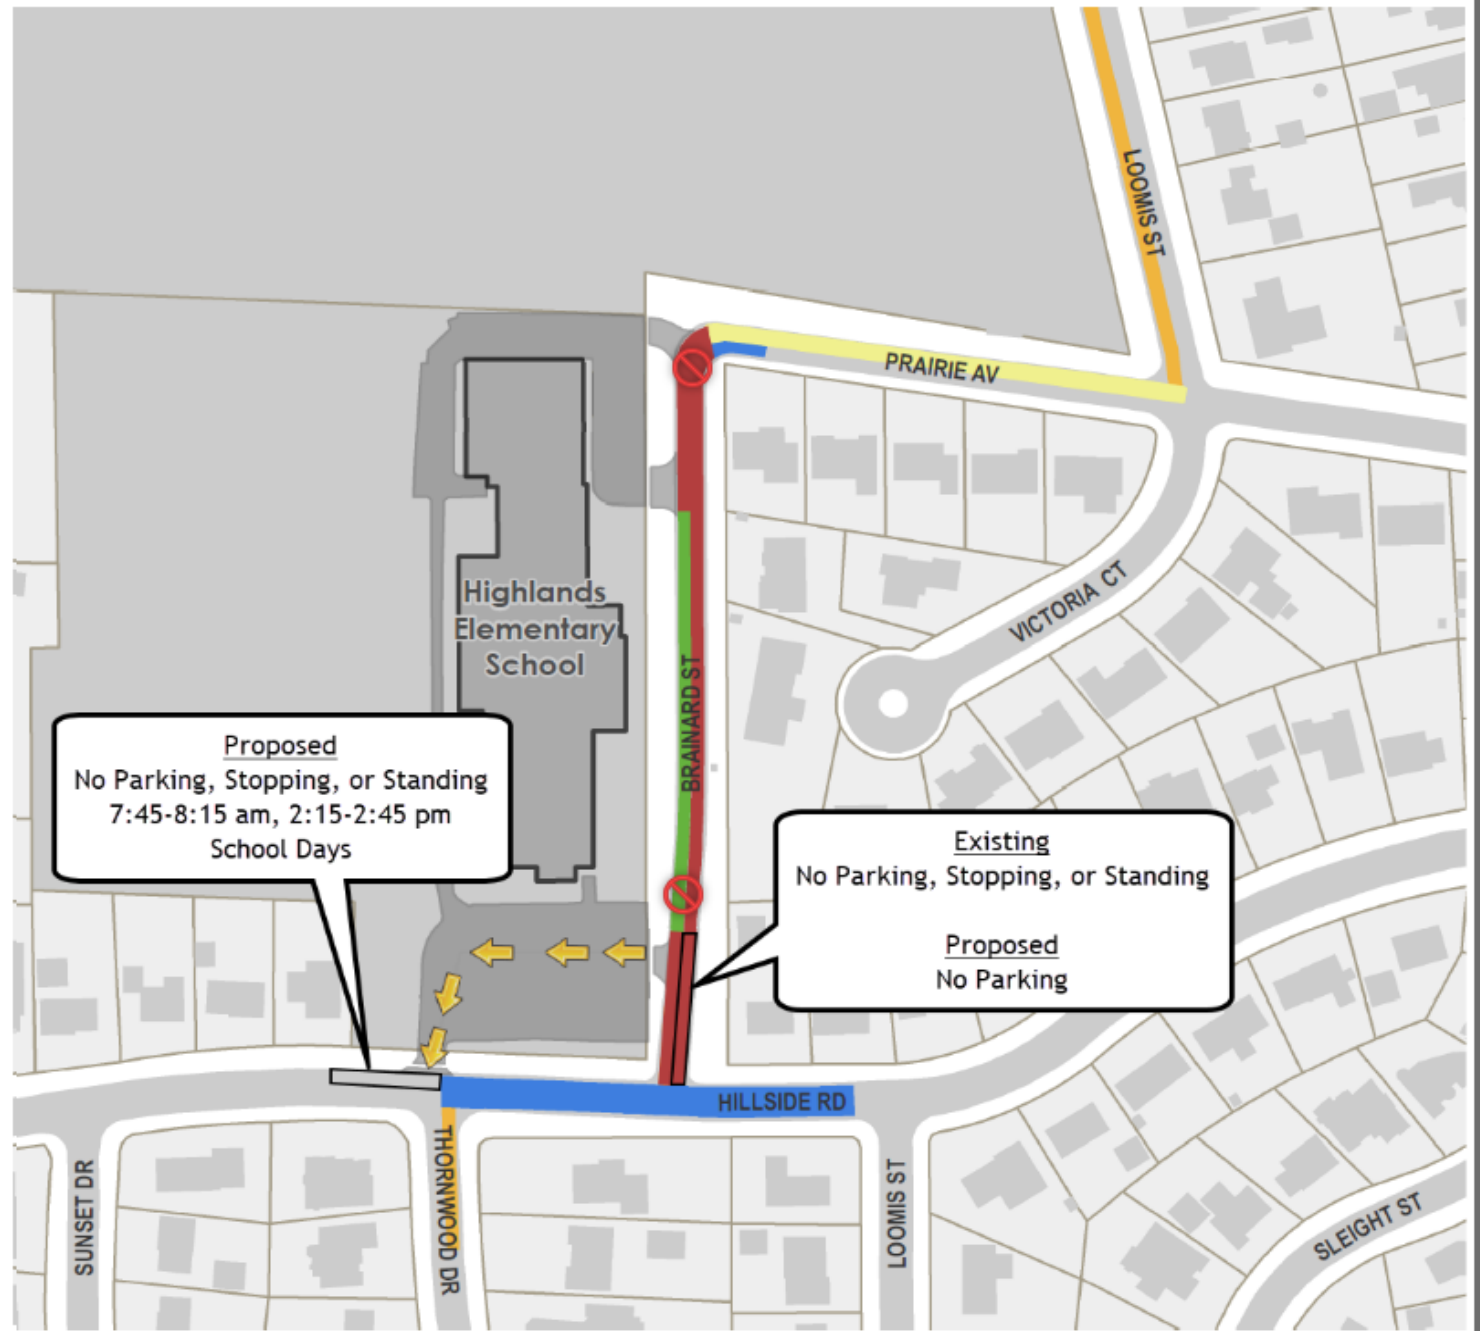 LOOMIS ST
PRAIRIE AV
Highlands
Elementary
School
BRAINARD ST
VICTORIA CT
Proposed
No Parking, Stopping, or Standing
7:45-8:15 am, 2:15-2:45 pm
School Days
Existing
No Parking, Stopping, or Standing
Proposed
No Parking
HILLSIDE RD
SUNSET DR
THORNWOOD DR
LOOMIS ST
SLEIGHT ST